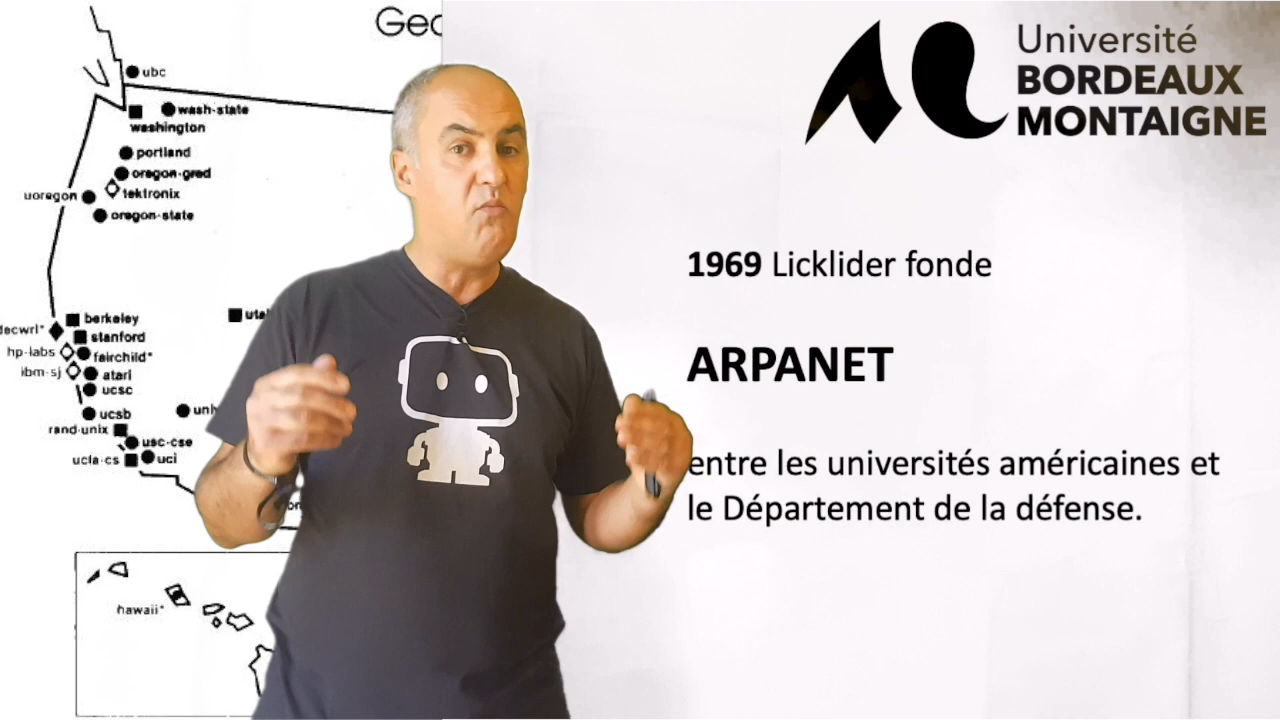 Geo
ubc
wash-state
washington
portland
oregon-gred
tektronix
uoregon
oregon-state
berkeley
decwrl*
stanford
hp-labs
fairchild*
ibm-sj
atari
ucsc
ucsb
rand-unix
usc-cse
ucla-cs
uci
hawaii*
Université
BORDEAUX
MONTAIGNE
1969 Licklider fonde
ARPANET
entre les universités américaines et
le Département de la défense.